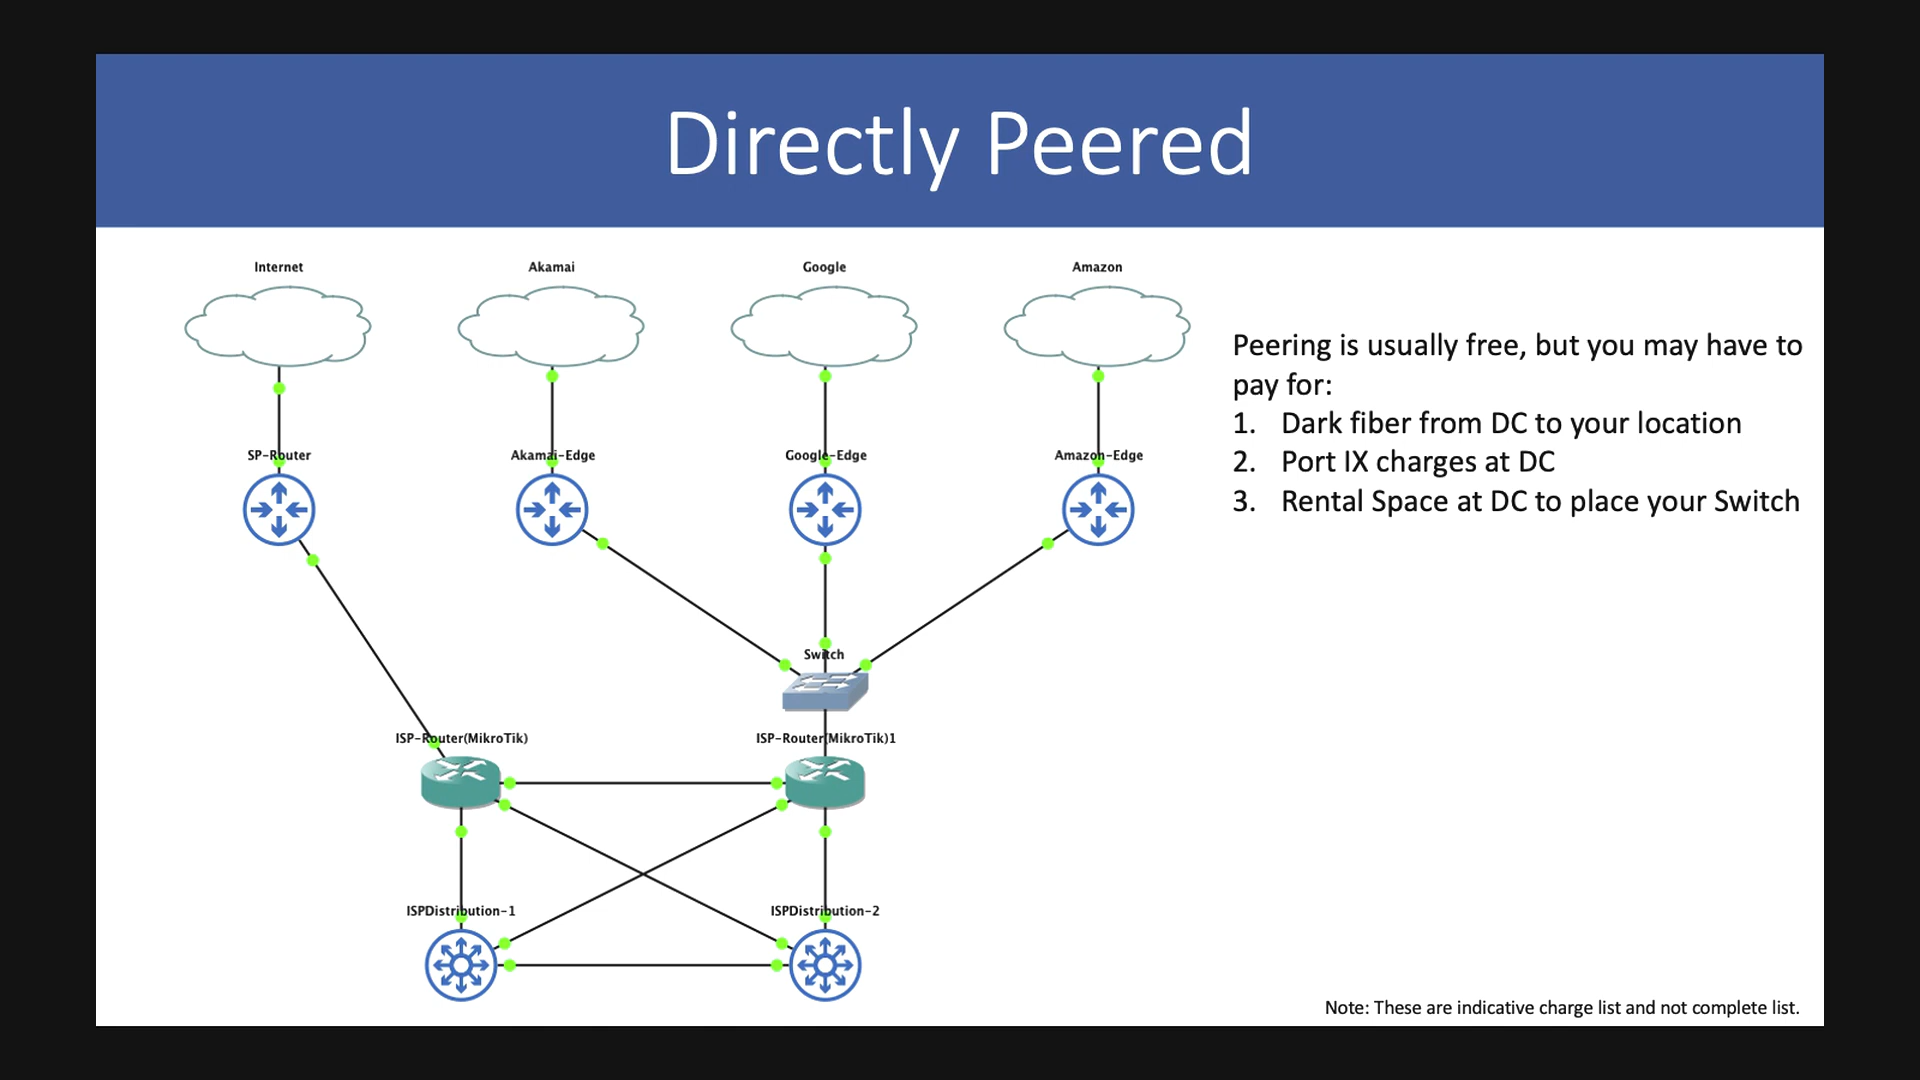 Directly Peered
Internet
Akamai
Google
Amazon
Peering is usually free, but you may have to
pay for:
1. Dark fiber from DC to your location
2. Port IX charges at DC
3. Rental Space at DC to place your Switch
SP-Router
Akamai-Edge
Google-Edge
Amazon-Edge
Switch
ISP-Router(MikroTik)
ISP-Router(MikroTik)1
ISPDistribution-1
ISPDistribution-2
Note: These are indicative charge list and not complete list.